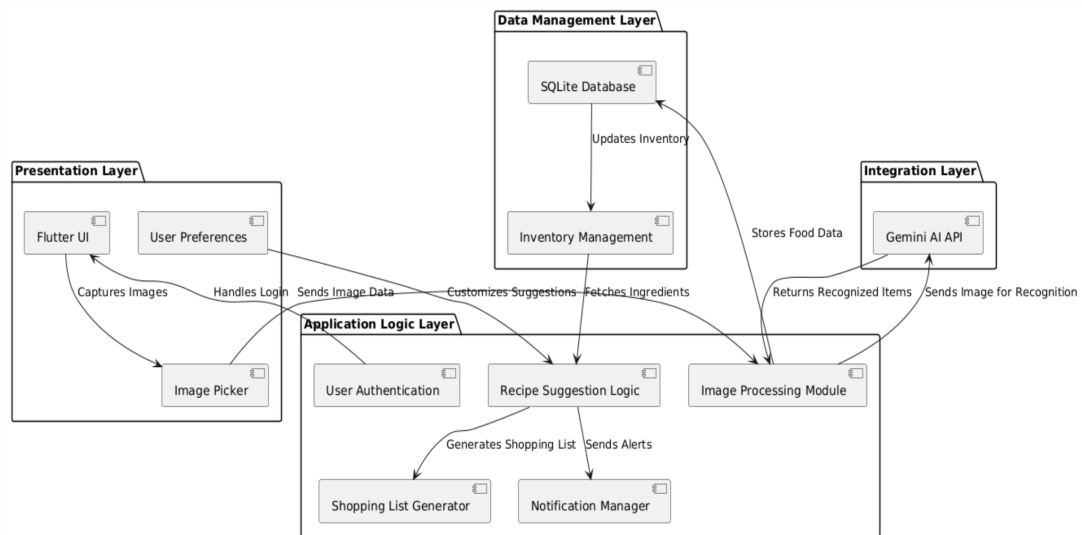 Data Management Layer
SQLite Database
Updates Inventory
Presentation Layer
Integration Layer
Flutter UI
User Preferences
Inventory Management
Gemini AI API
Stores Food Data
Captures Images
Handles Login
Sends Image Data
Customizes Suggestions
Fetches Ingredients
Returns Recognized Items
Sends Image for Recognition
Application Logic Layer
Image Picker
User Authentication
Recipe Suggestion Logic
Image Processing Module
Generates Shopping List
Sends Alerts
Shopping List Generator
Notification Manager